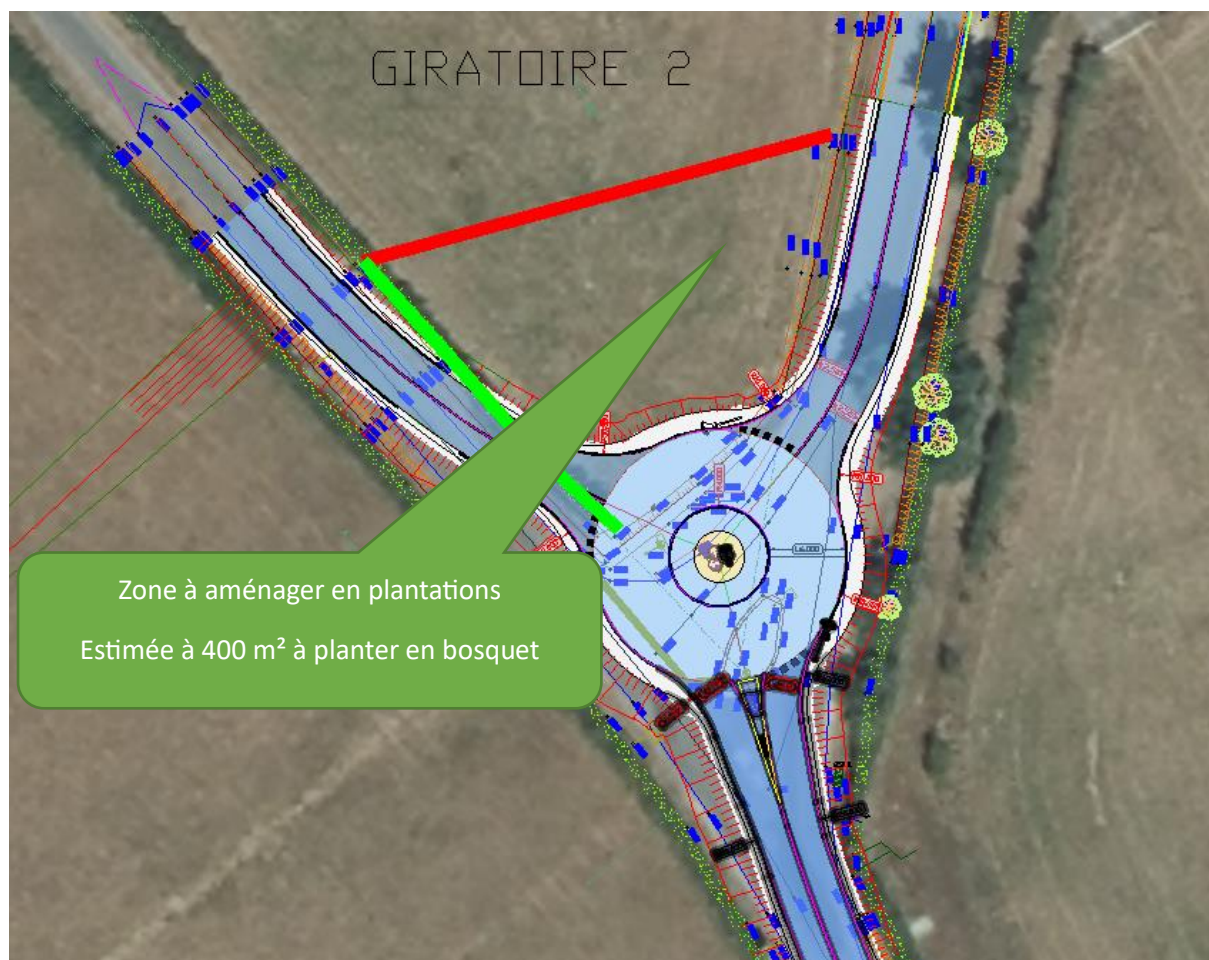 GIRATOIRE 2
Zone à aménager en plantations
Estimée à 400 m² à planter en bosquet